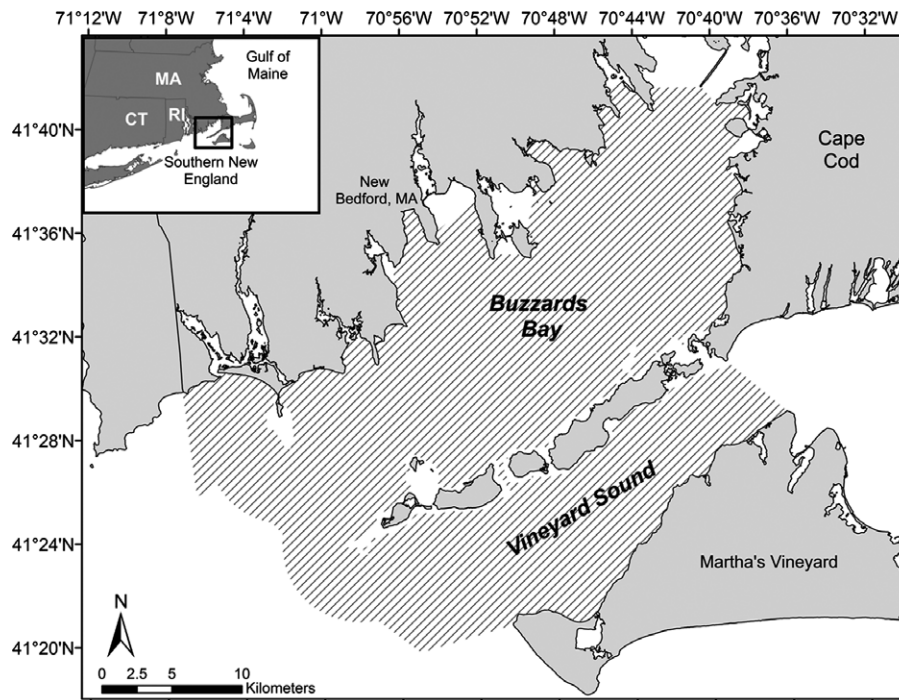 71°12'W 71°8'W 71°4'W 71°0'W 70°56'W 70°52'W 70°48'W 70°44'W 70°40'W 70°36'W 70°32'W
Gulf of
Maine
MA
CT
RI
Southern New
England
41°40'N
41°36'N
41°32'N
41°28'N
41°24'N
41°20'N
New
Bedford, MA
Cape
Cod
Buzzards
Bay
Vineyard Sound
Martha's Vineyard
N
0 2.5 5 10
Kilometers